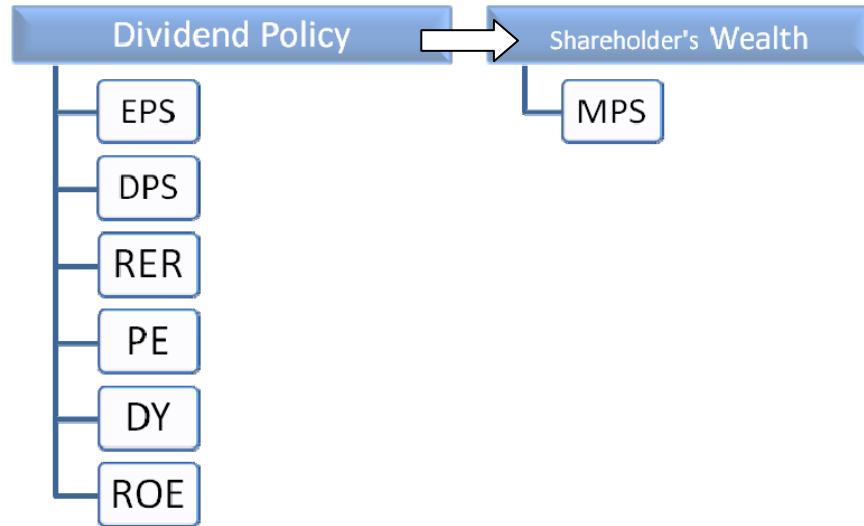 Dividend Policy
Shareholder's Wealth
EPS
MPS
DPS
RER
PE
DY
ROE